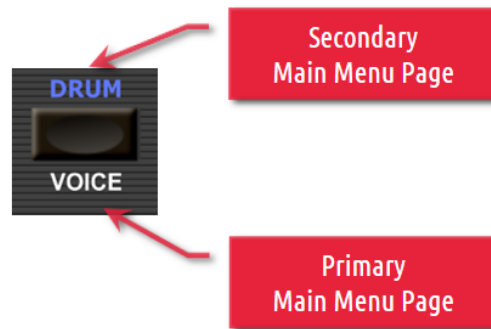 Secondary
Main Menu Page
DRUM
VOICE
Primary
Main Menu Page